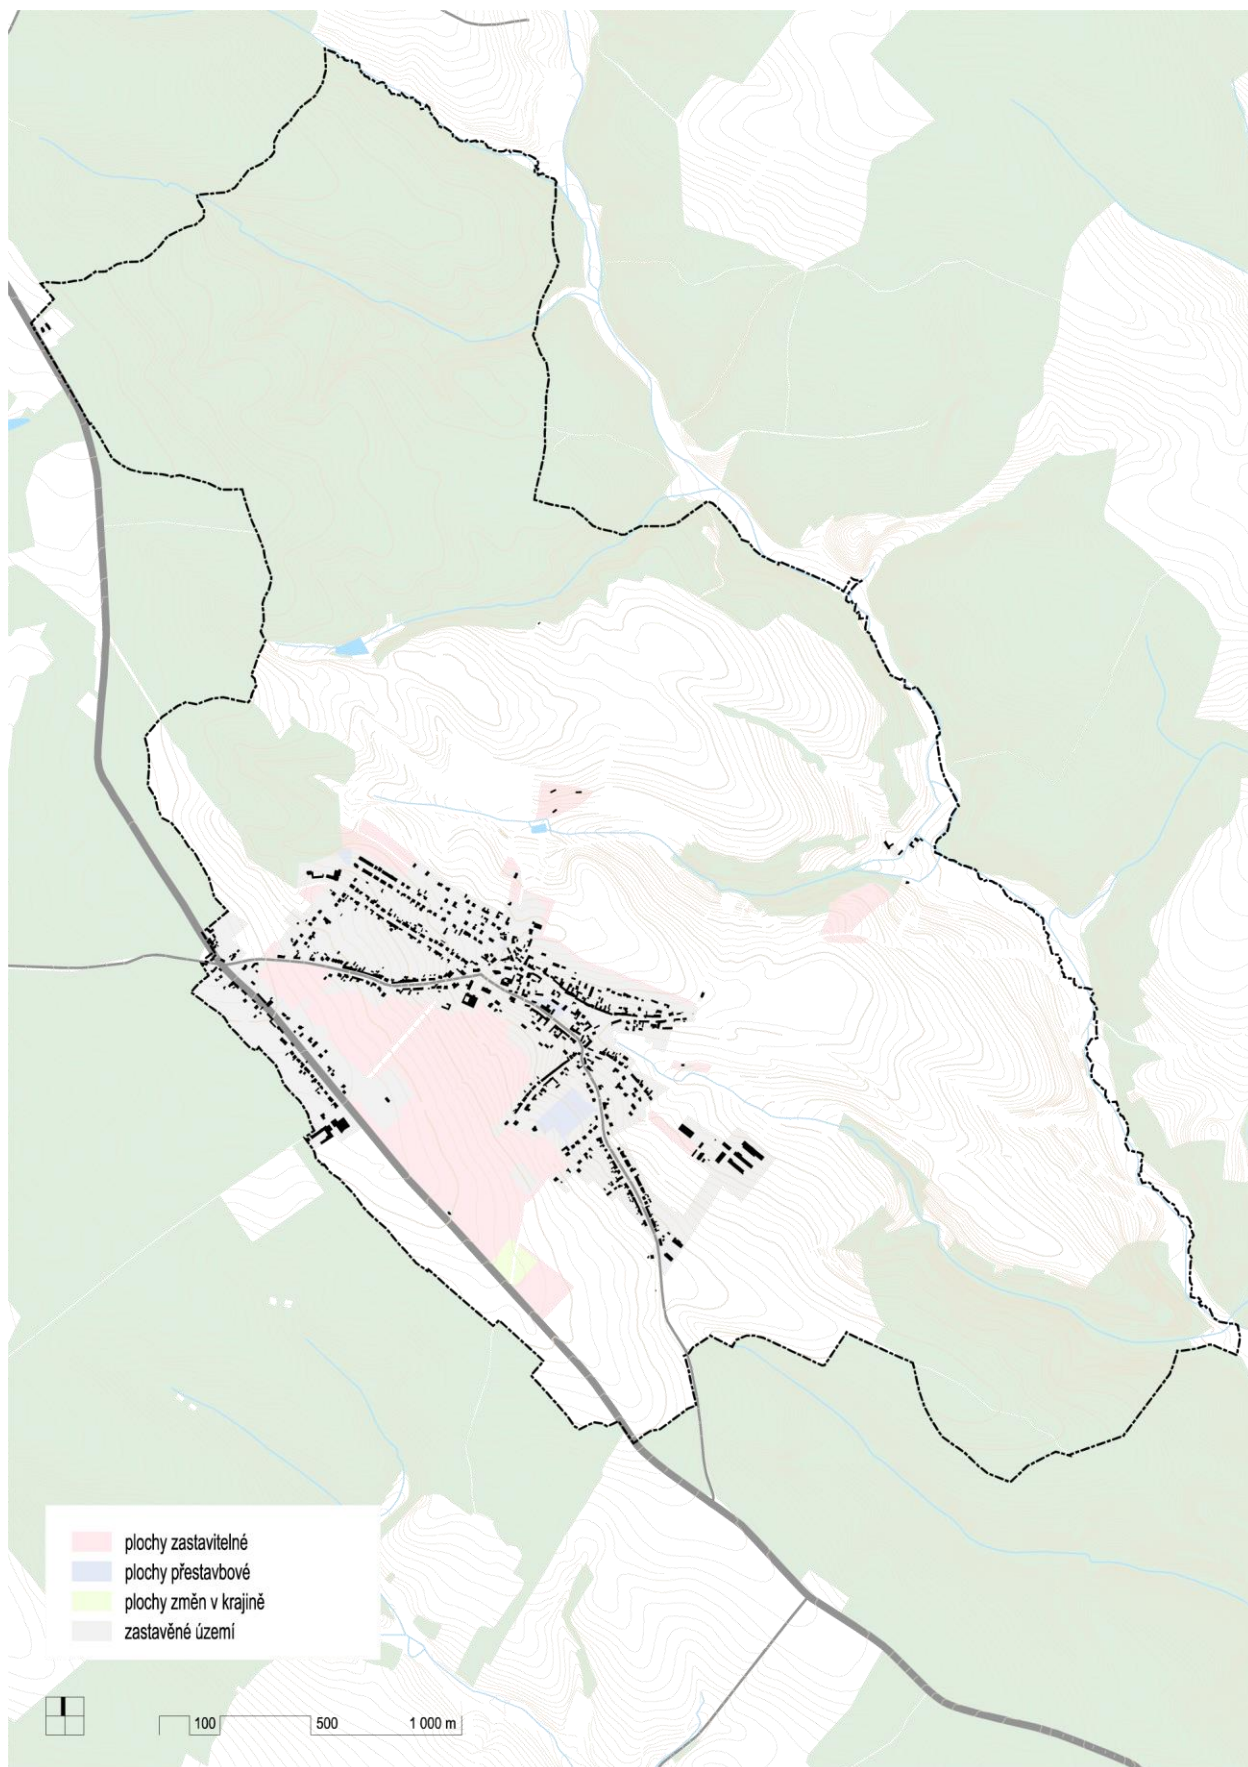 plochy zastavitelné
plochy přestavbové
plochy změn v krajině
zastavěné území
100 500 1 000 m